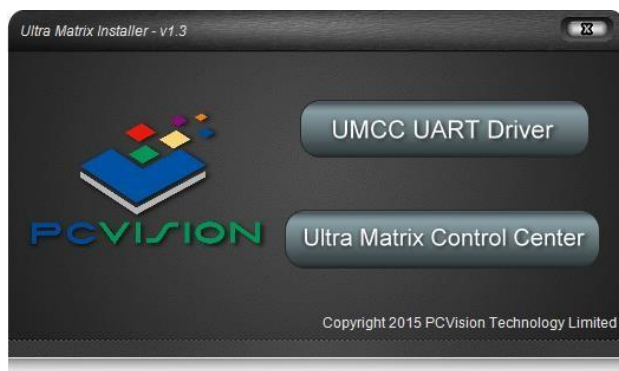 Ultra Matrix Installer - v1.3
X
UMCC UART Driver
PCVISION
Ultra Matrix Control Center
Copyright 2015 PCVision Technology Limited